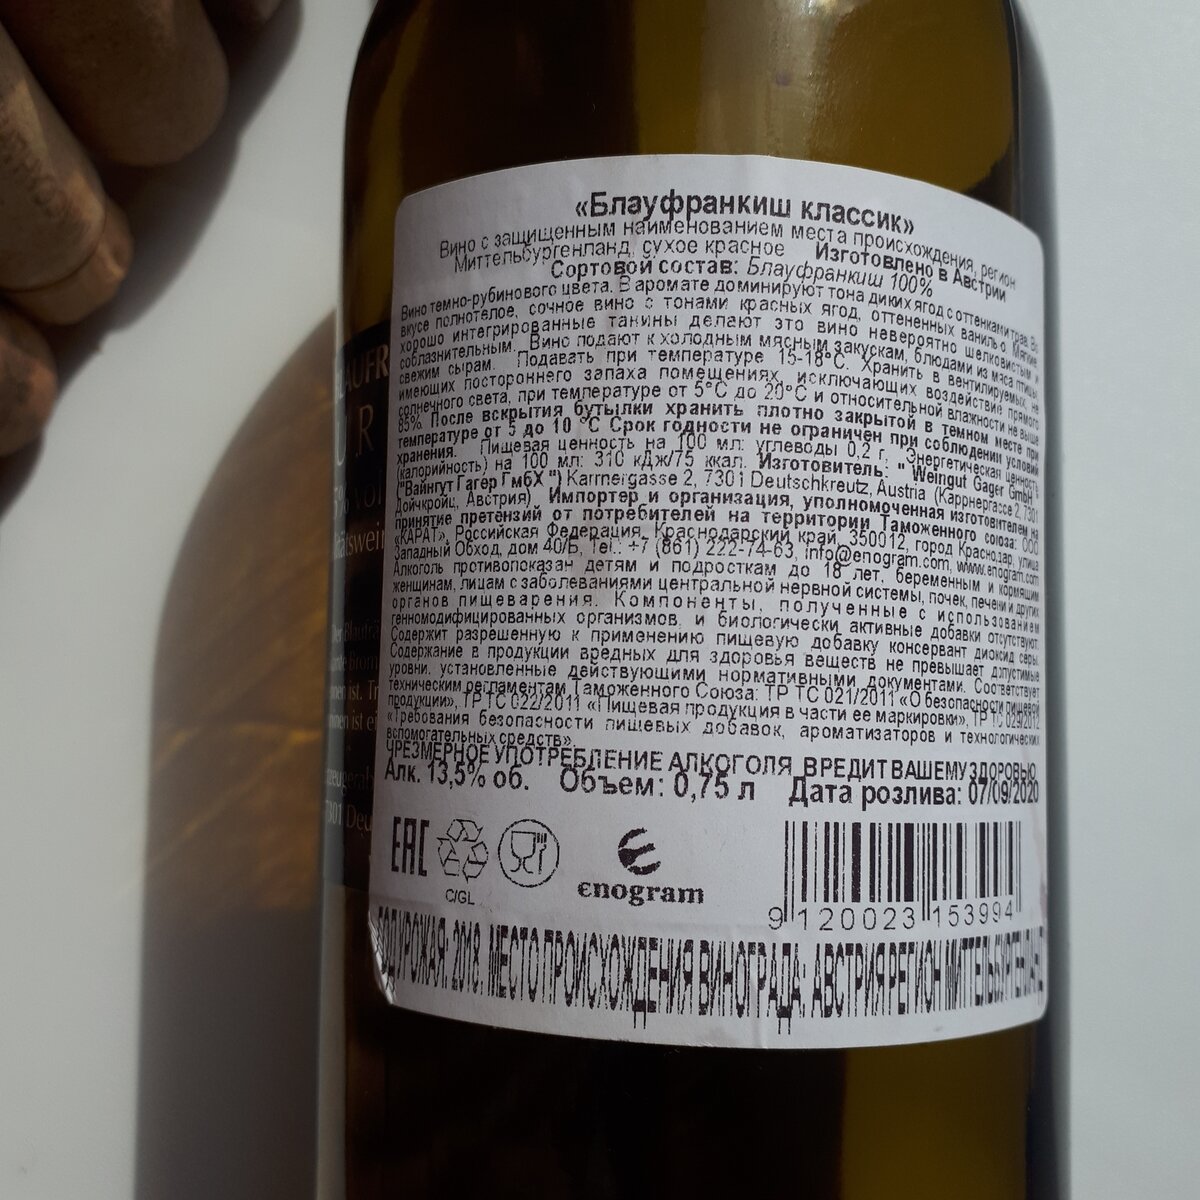 «Блауфранкиш классик»
Вино с защищенным наименованием места происхождения, регион
Миттельбургенланд, сухое красное Изготовлено в Австрии
Сортовой состав: Блауфранкиш 100%
Вино темно-рубинового цвета. В аромате доминируют тона диких ягод с оттенками трав. Во
вкусе полнотелое, сочное вино с тонами красных ягод, оттененных ванилью. Мягкие
хорошо интегрированные танины делают это вино невероятно шелковистым и
соблазнительным. Вино подают к холодным мясным закускам, блюдам из мяса птицы,
свежим сырам. Подавать при температуре 15-18°С. Хранить в вентилируемых, не
имеющих постороннего запаха помещениях, исключающих воздействие прямого
солнечного света, при температуре от 5°С до 20°С и относительной влажности не выше
85%. После вскрытия бутылки хранить плотно закрытой в темном месте при
температуре от 5 до 10 °С Срок годности не ограничен при соблюдении условий
хранения. Пищевая ценность на 100 мл: углеводы 0,2 г. Энергетическая ценность
(калорийность) на 100 мл: 310 кДж/75 ккал. Изготовитель: " Weingut Gager GmbH "
("Вайнгут Гагер ГмбХ ") Karrnergasse 2, 7301 Deutschkreutz, Austria (Каррнергассе 2, 7301
Дойчкройц, Австрия). Импортер и организация, уполномоченная изготовителем на
принятие претензий от потребителей на территории Таможенного союза: ООО
«КАРАТ», Российская Федерация, Краснодарский край, 350012, город Краснодар, улица
Западный Обход, дом 40/Б, Tel.: +7 (861) 222-74-63, info@enogram.com, www.enogram.com
Алкоголь противопоказан детям и подросткам до 18 лет, беременным и кормящим
женщинам, лицам с заболеваниями центральной нервной системы, почек, печени и других
органов пищеварения. Компоненты, полученные с использованием
генномодифицированных организмов, и биологически активные добавки отсутствуют.
Содержит разрешенную к применению пищевую добавку консервант диоксид серы.
Содержание в продукции вредных для здоровья веществ не превышает допустимые
уровни, установленные действующими нормативными документами. Соответствует
техническим регламентам Таможенного Союза: ТР ТС 021/2011 «О безопасности пищевой
продукции», ТР ТС 022/2011 «Пищевая продукция в части ее маркировки», ТР ТС 029/2012
«Требования безопасности пищевых добавок, ароматизаторов и технологических
вспомогательных средств».
ЧРЕЗМЕРНОЕ УПОТРЕБЛЕНИЕ АЛКОГОЛЯ ВРЕДИТ ВАШЕМУ ЗДОРОВЬЮ
Алк. 13,5% об. Объем: 0,75 л Дата розлива: 07/09/2020
ЕАС
C/GL
enogram
9 120023 153994
ГОД УРОЖАЯ: 2018. МЕСТО ПРОИСХОЖДЕНИЯ ВИНОГРАДА: АВСТРИЯ РЕГИОН МИТТЕЛЬБУРГЕНЛАНД